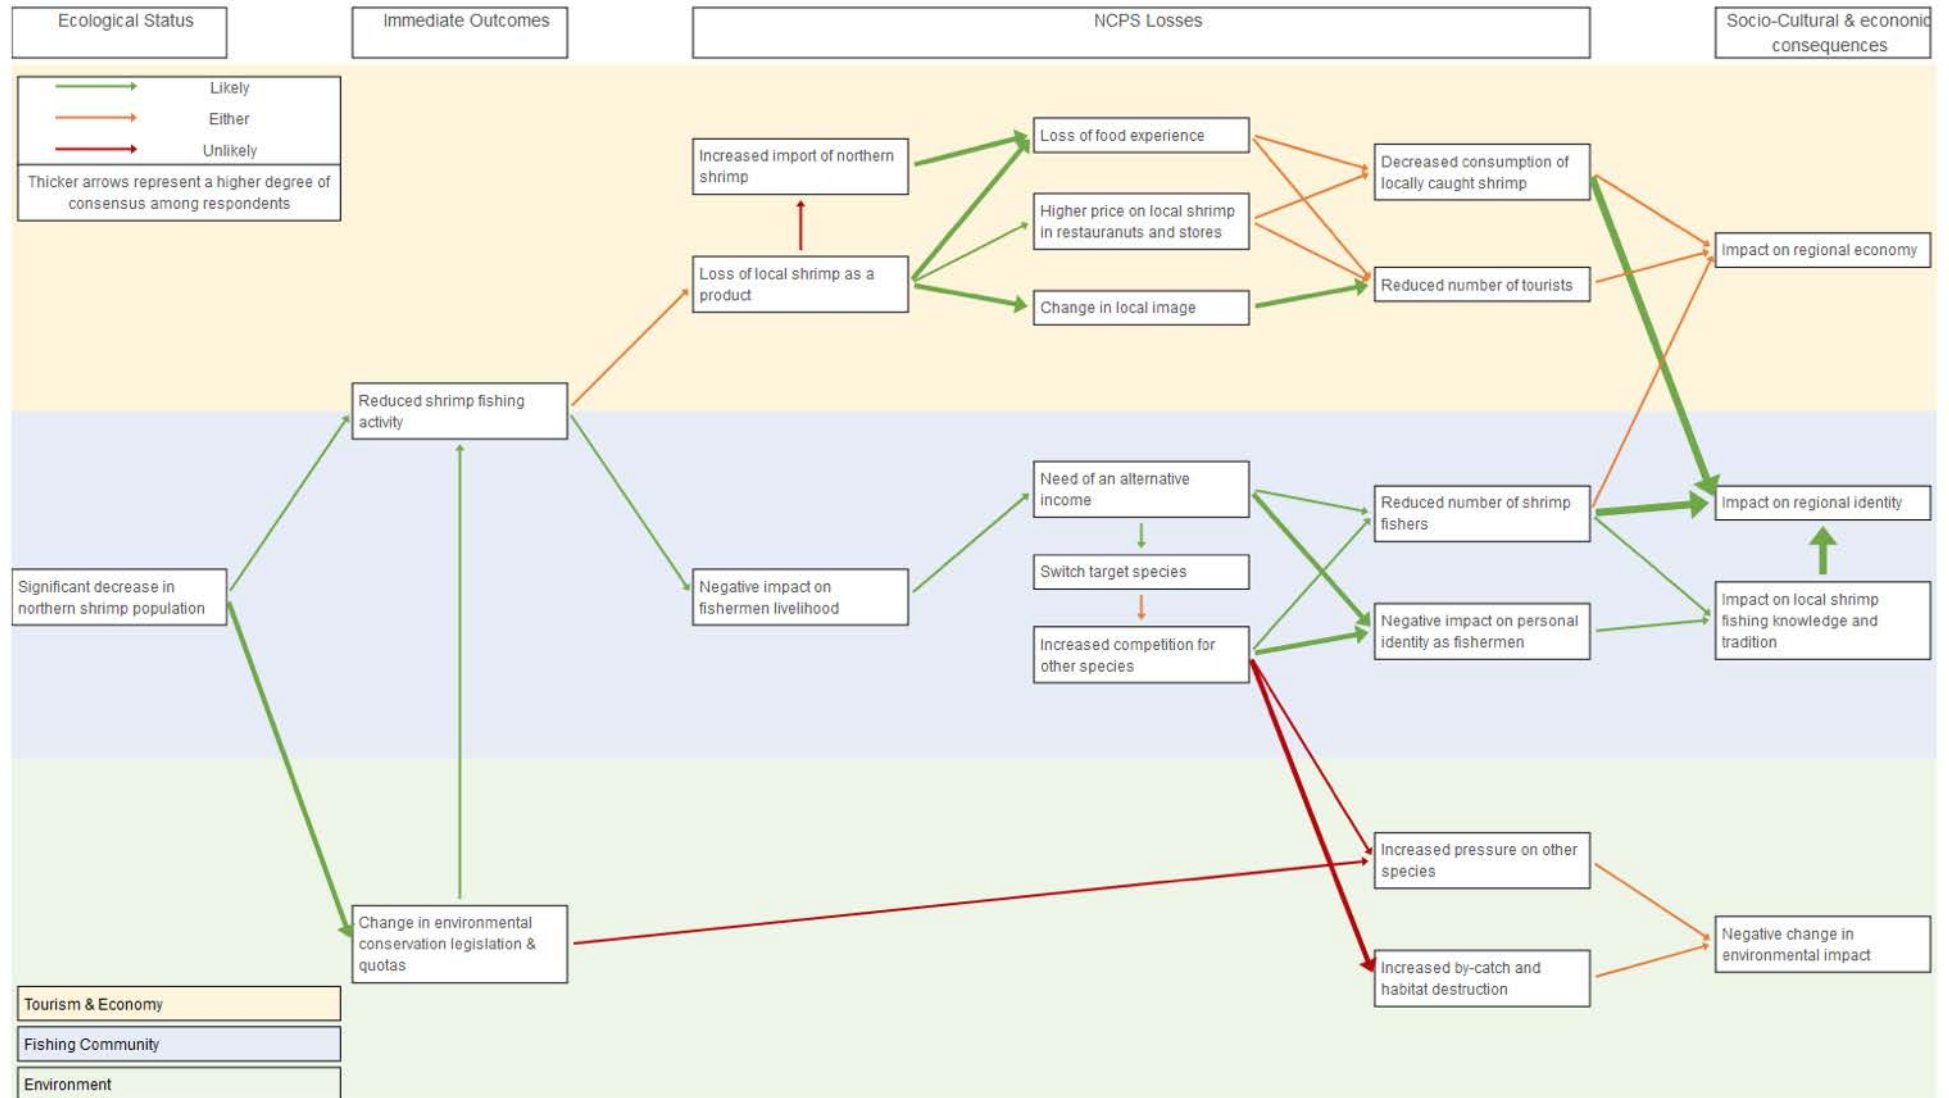 Ecological Status
Immediate Outcomes
NCPS Losses
Socio-Cultural & economic
consequences
Likely
Either
Unlikely
Thicker arrows represent a higher degree of
consensus among respondents
Increased import of northern
shrimp
Loss of local shrimp as a
product
Loss of food experience
Higher price on local shrimp
in restauranuts and stores
Change in local image
Decreased consumption of
locally caught shrimp
Reduced number of tourists
Impact on regional economy
Reduced shrimp fishing
activity
Significant decrease in
northern shrimp population
Negative impact on
fishermen livelihood
Need of an alternative
income
Switch target species
Increased competition for
other species
Reduced number of shrimp
fishers
Negative impact on personal
identity as fishermen
Impact on regional identity
Impact on local shrimp
fishing knowledge and
tradition
Change in environmental
conservation legislation &
quotas
Increased pressure on other
species
Increased by-catch and
habitat destruction
Negative change in
environmental impact
Tourism & Economy
Fishing Community
Environment